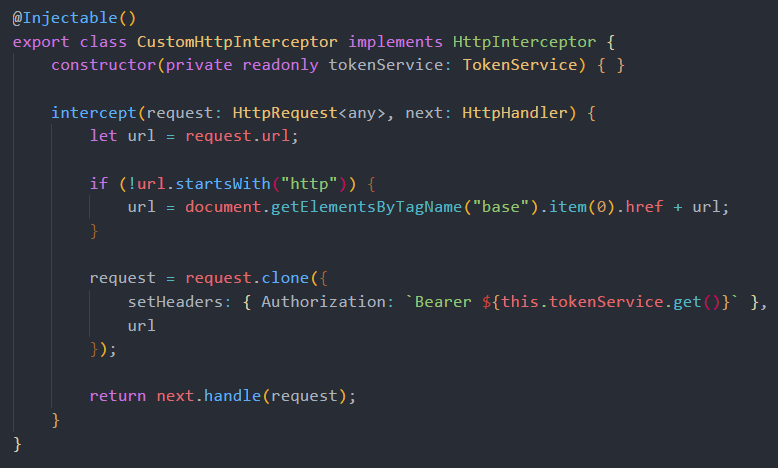 @Injectable()
export class CustomHttpInterceptor implements HttpInterceptor {
constructor(private readonly tokenService: TokenService) { }
intercept(request: HttpRequest<any>, next: HttpHandler) {
let url = request.url;
if (!url.startsWith("http")) {
url = document.getElementsByTagName("base").item(0).href + url;
}
request = request.clone({
setHeaders: { Authorization: `Bearer ${this.tokenService.get()}` },
url
});
return next.handle(request);
}
}